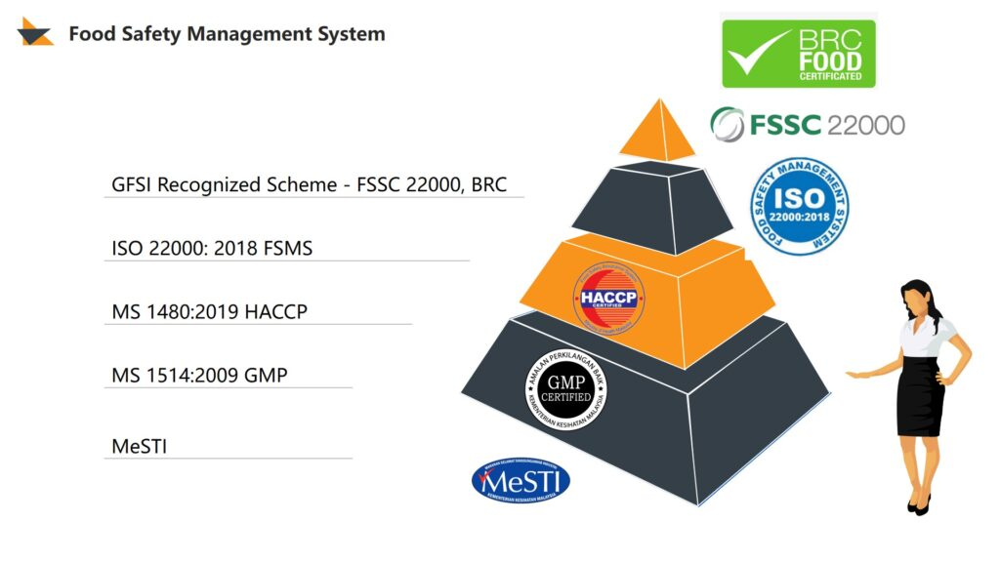 Food Safety Management System
BRC
FOOD
CERTIFICATED
FSSC 22000
GFSI Recognized Scheme - FSSC 22000, BRC
FOOD SAFETY MANAGEMENT SYSTEM
ISO
22000:2018
ISO 22000: 2018 FSMS
HACCP
CERTIFIED
MS 1480:2019 HACCP
AMALAN PERKILANGAN BAIK
GMP
CERTIFIED
KEMENTERIAN KESIHATAN MALAYSIA
MS 1514:2009 GMP
MeSTI
MeSTI
KEMENTERIAN KESIHATAN MALAYSIA